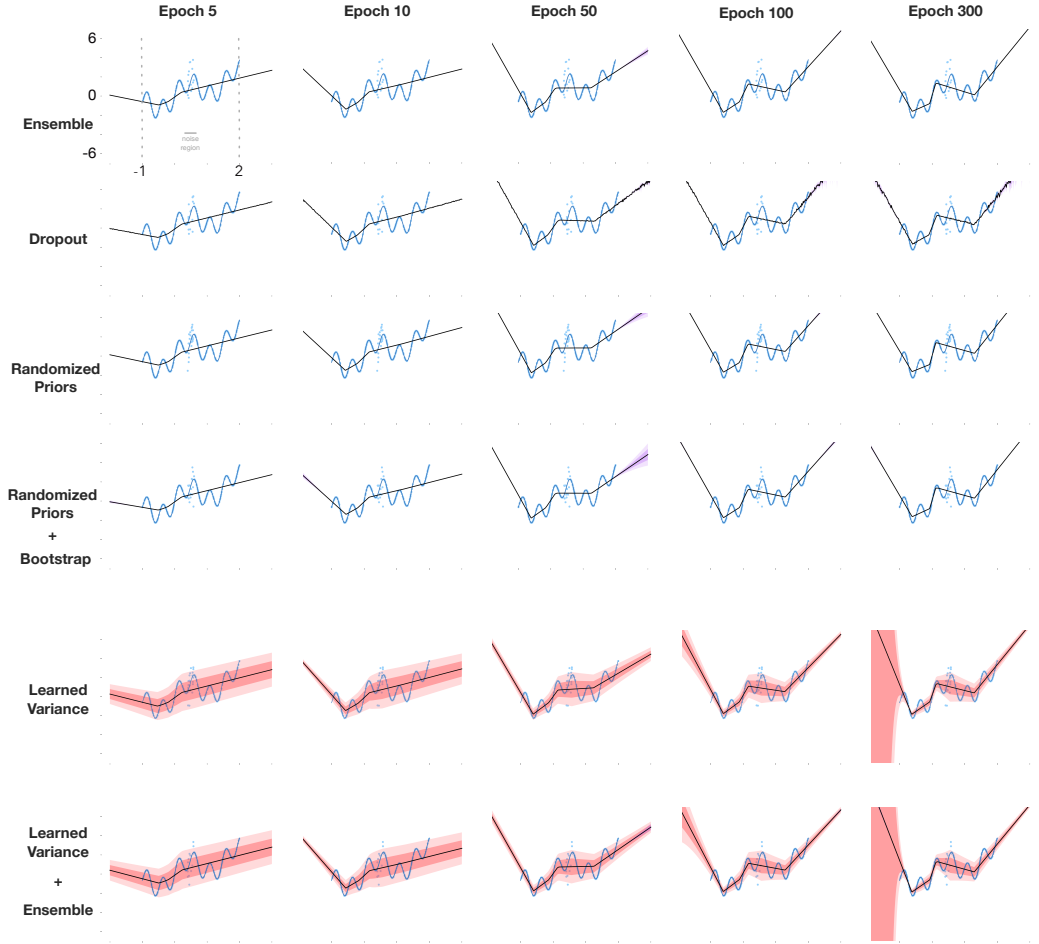 Epoch 5 Epoch 10 Epoch 50 Epoch 100 Epoch 300
6
0
Ensemble
noise
region
-6
-1 2
Dropout
Randomized
Priors
Randomized
Priors
+
Bootstrap
Learned
Variance
Learned
Variance
+
Ensemble